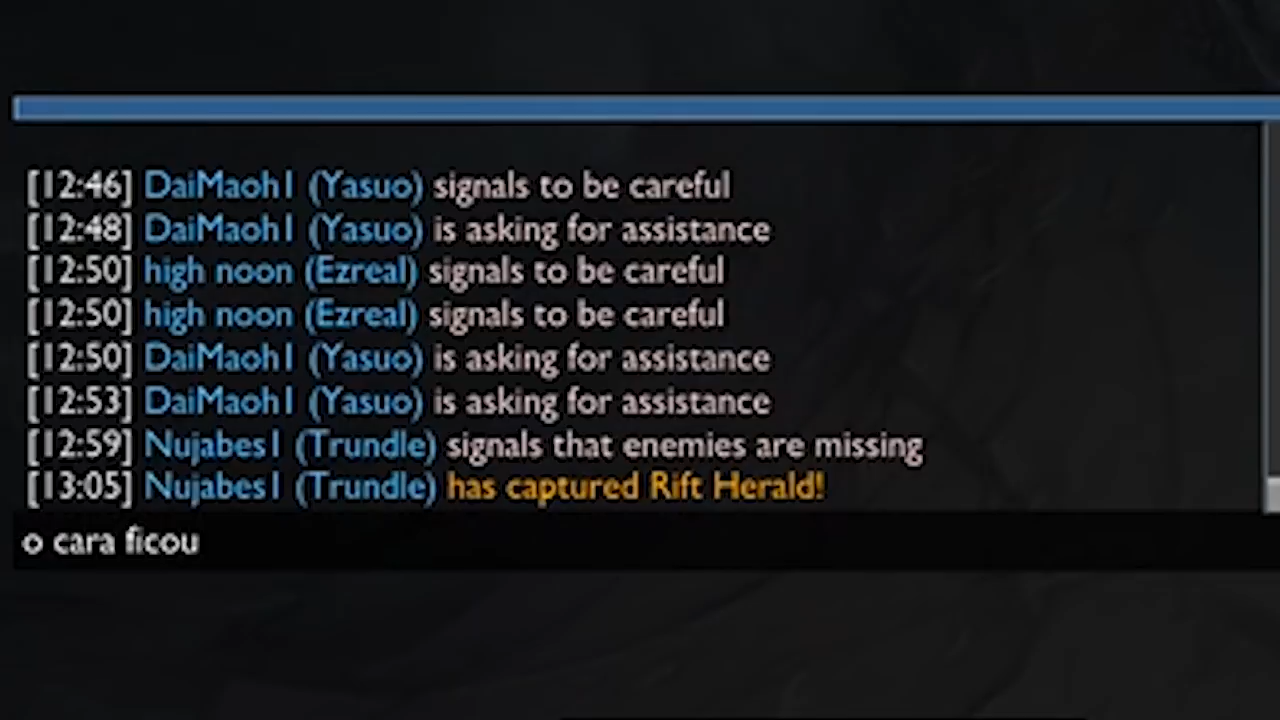 [12:46] DaiMaoh1 (Yasuo) signals to be careful
[12:48] DaiMaoh1 (Yasuo) is asking for assistance
[12:50] high noon (Ezreal) signals to be careful
[12:50] high noon (Ezreal) signals to be careful
[12:50] DaiMaoh1 (Yasuo) is asking for assistance
[12:53] DaiMaoh1 (Yasuo) is asking for assistance
[12:59] Nujabes1 (Trundle) signals that enemies are missing
[13:05] Nujabes1 (Trundle) has captured Rift Herald!
o cara ficou